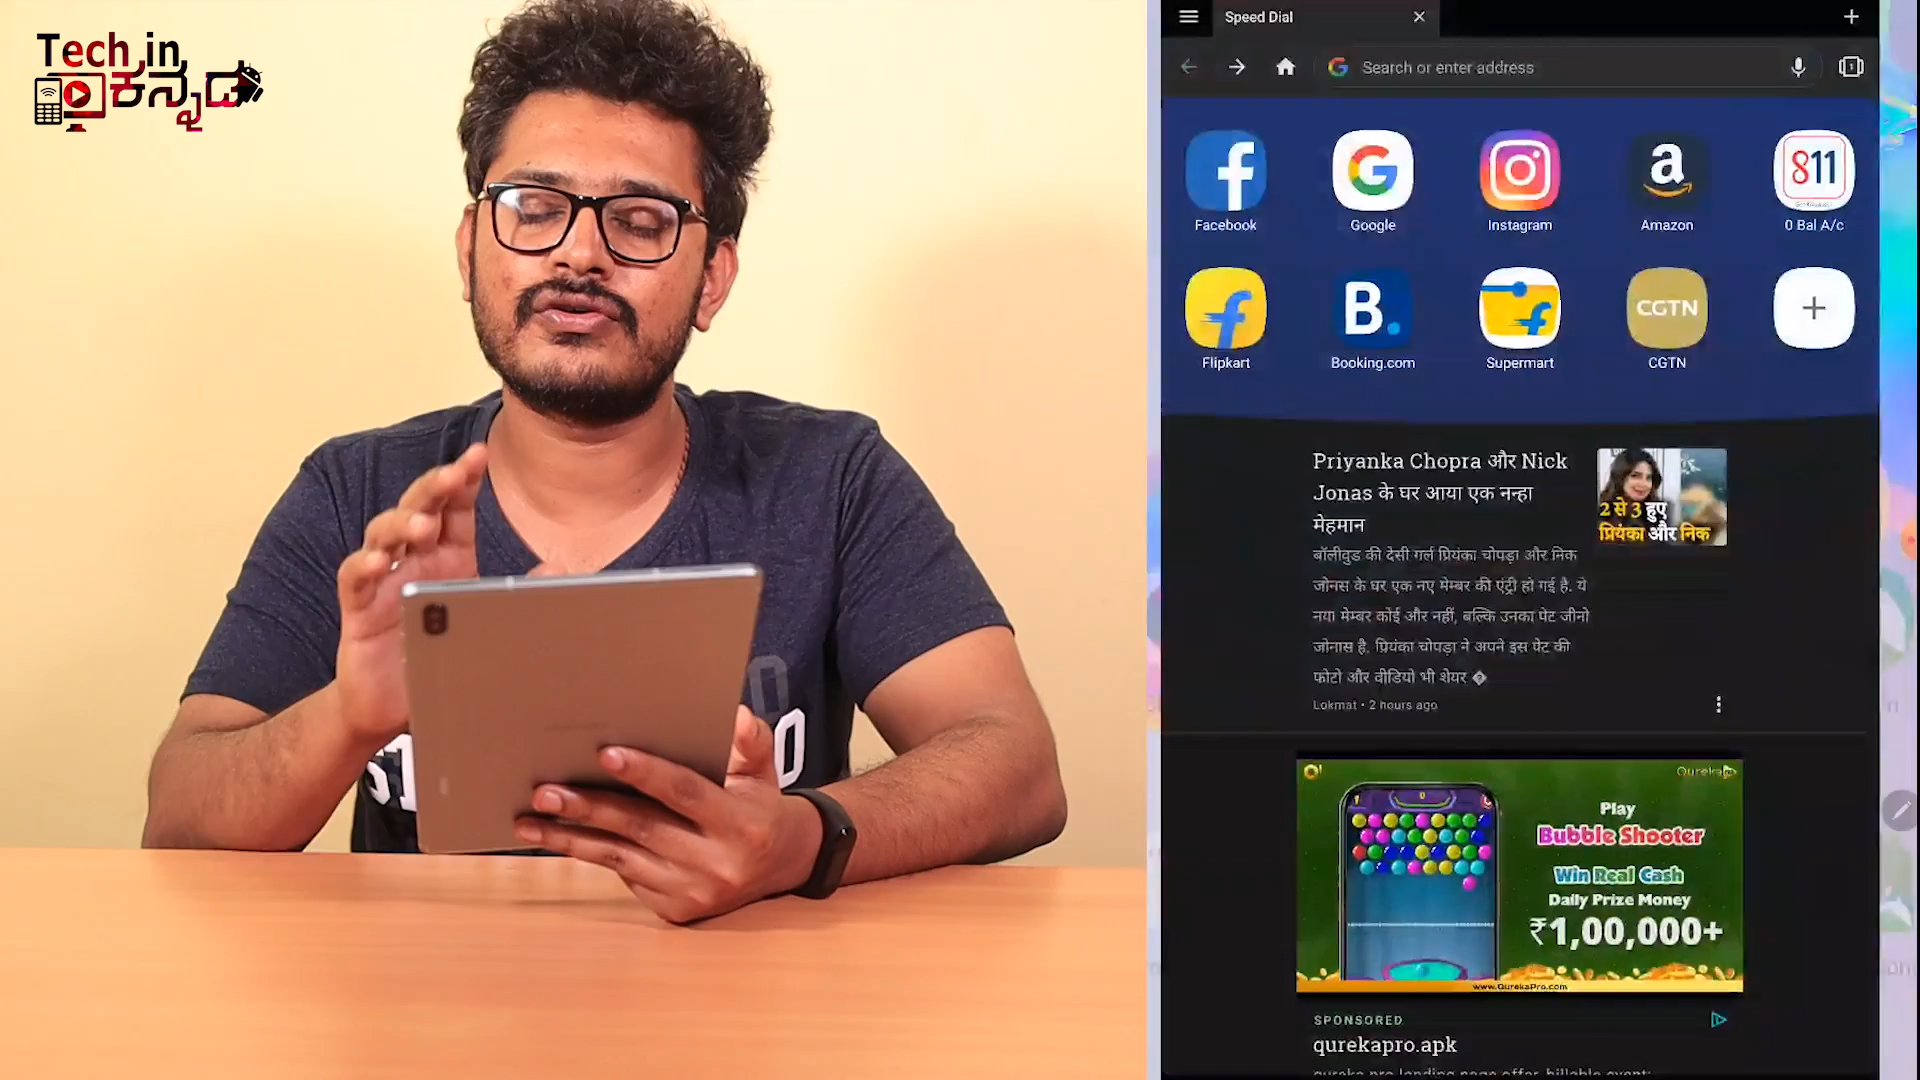 Tech in
ಕನ್ನಡ
Speed Dial
Search or enter address
Facebook
Google
Instagram
Amazon
811
0 Bal A/c
Flipkart
B.
Booking.com
Supermart
CGTN
CGTN
Priyanka Chopra और Nick
Jonas के घर आया एक नन्हा
मेहमान
2 से 3 हुए
प्रियंका और निक
बॉलीवुड की देसी गर्ल प्रियंका चोपड़ा और निक
जोनस के घर एक नए मेम्बर की एंट्री हो गई है. ये
नया मेम्बर कोई और नहीं, बल्कि उनका पेट जीनो
जोनास है. प्रियंका चोपड़ा ने अपने इस पेट की
फोटो और वीडियो भी शेयर �
Lokmat • 2 hours ago
Qureka
Play
Bubble Shooter
Win Real Cash
Daily Prize Money
₹1,00,000+
www.QurekaPro.com
SPONSORED
qurekapro.apk